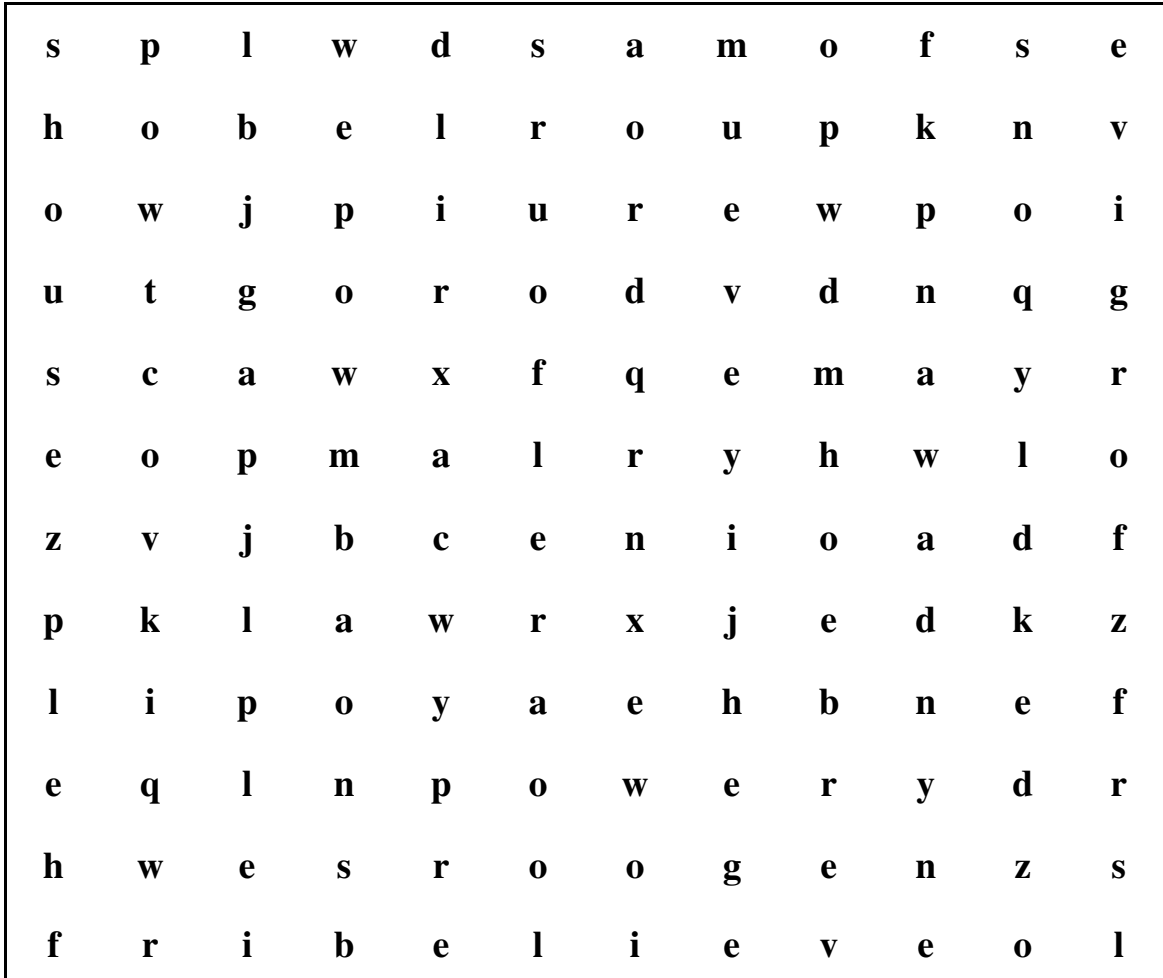 s p l w d s a m o f s e
h o b e l r o u p k n v
o w j p i u r e w p o i
u t g o r o d v d n q g
s c a w x f q e m a y r
e o p m a l r y h w l o
z v j b c e n i o a d f
p k l a w r x j e d k z
l i p o y a e h b n e f
e q l n p o w e r y d r
h w e s r o o g e n z s
f r i b e l i e v e o l